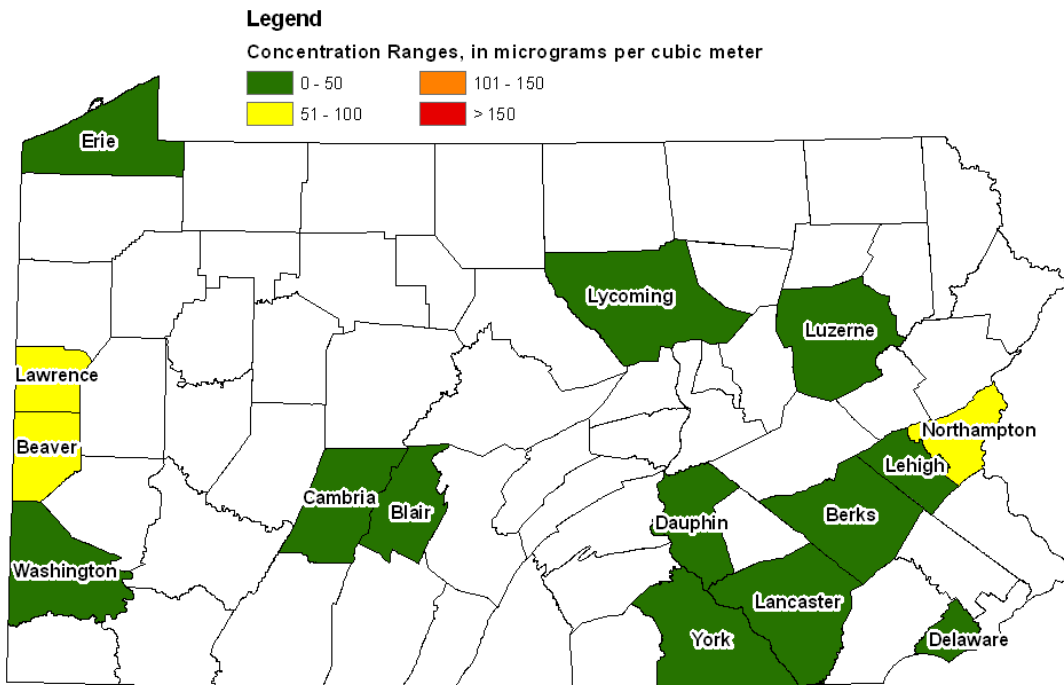 Legend
Concentration Ranges, in micrograms per cubic meter
0 - 50
101 - 150
51 - 100
> 150
Erie
Lycoming
Luzerne
Lawrence
Northampton
Beaver
Lehigh
Cambria
Blair
Dauphin
Berks
Washington
Lancaster
York
Delaware